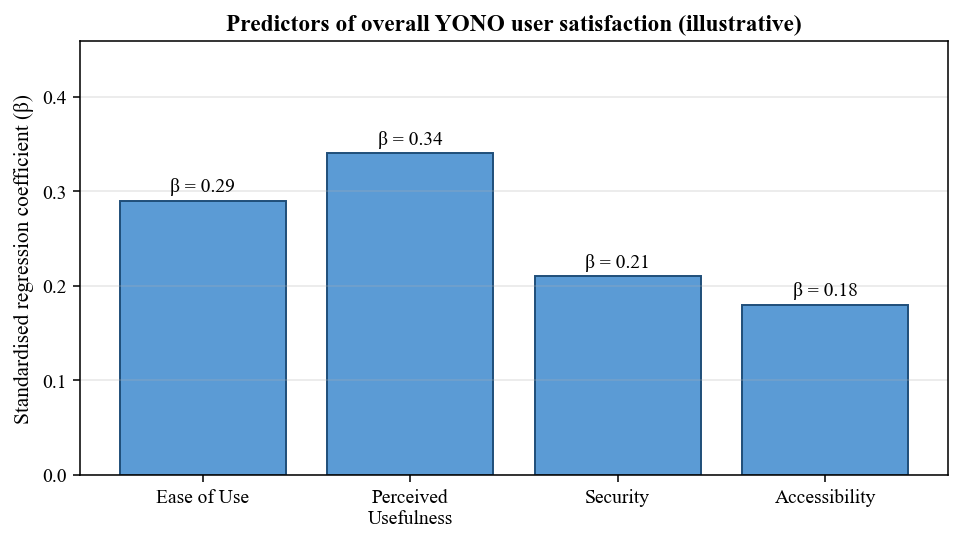 Predictors of overall YONO user satisfaction (illustrative)
Standardised regression coefficient (β)
0.4
0.3
0.2
0.1
0.0
β = 0.29
β = 0.34
β = 0.21
β = 0.18
Ease of Use
Perceived
Usefulness
Security
Accessibility